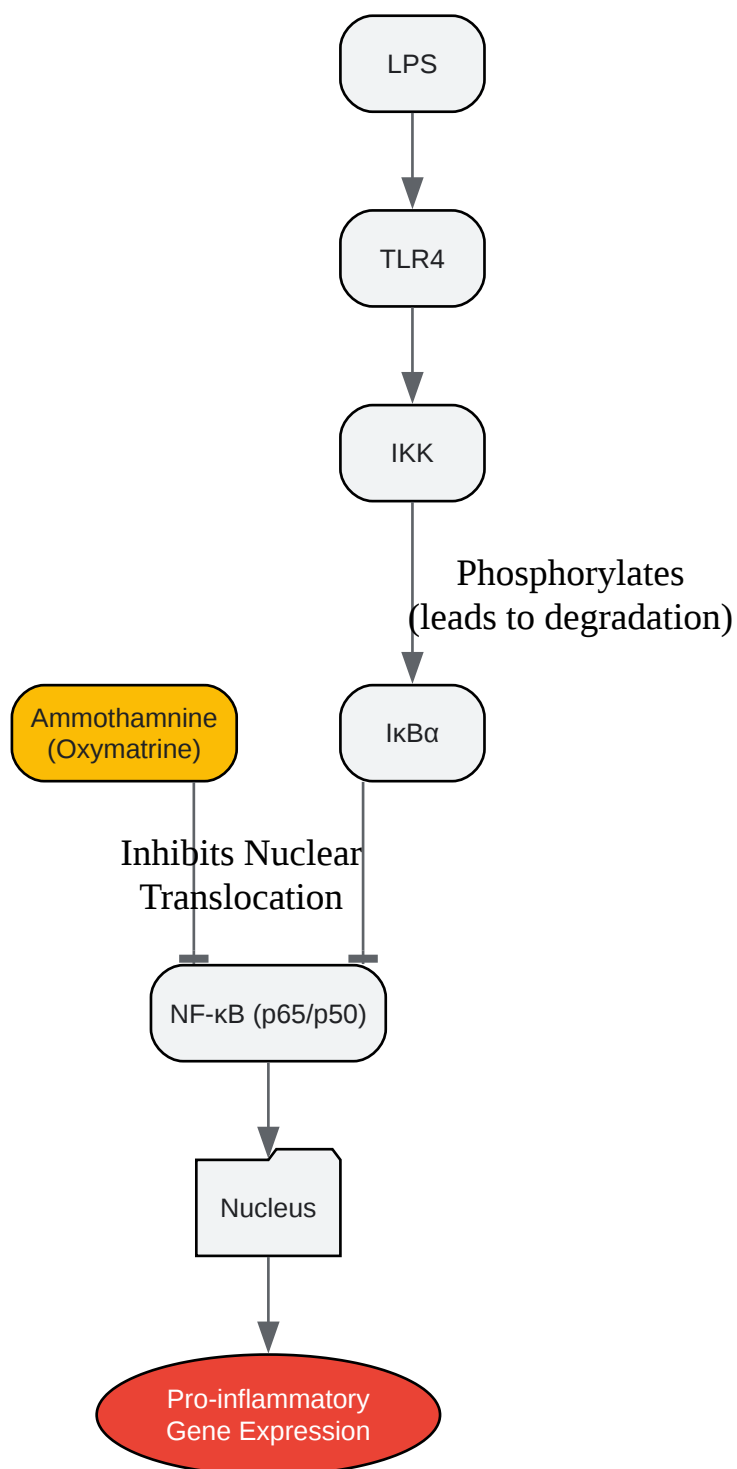 LPS
TLR4
IKK
Phosphorylates
(leads to degradation)
Ammothamnine
(Oxymatrine)
IκBα
Inhibits Nuclear
Translocation
NF-κB (p65/p50)
Nucleus
Pro-inflammatory
Gene Expression